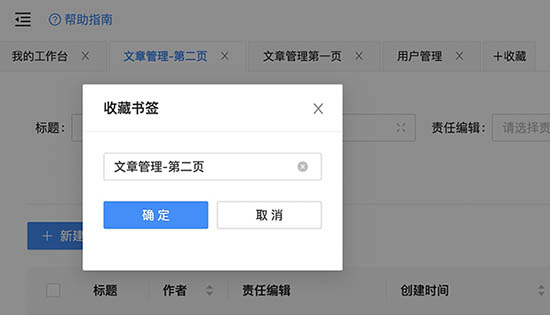 帮助指南
我的工作台
文章管理-第二页
文章管理第一页
用户管理
+收藏
收藏书签
标题:
责任编辑:
请选择责
文章管理-第二页
确 定
取 消
+ 新建
标题
作者
责任编辑
创建时间